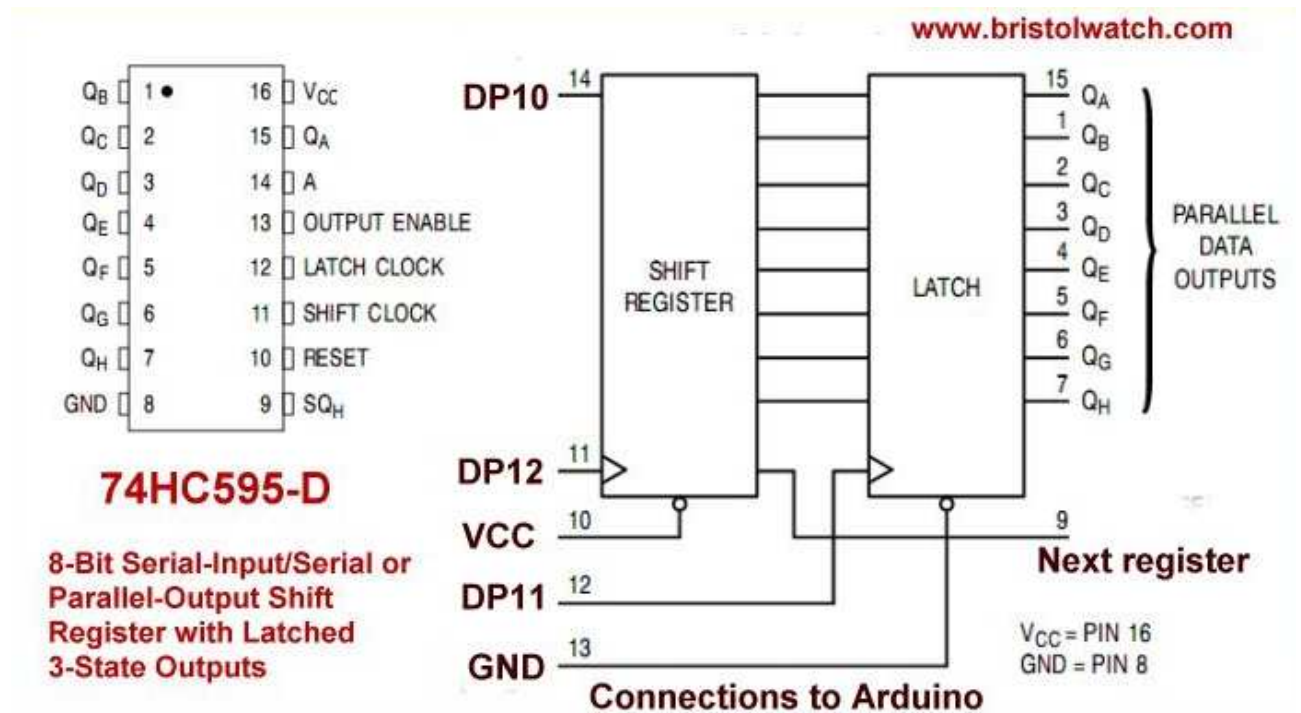 www.bristolwatch.com
QB 1 16 VCC
QC 2 15 QA
QD 3 14 A
QE 4 13 OUTPUT ENABLE
QF 5 12 LATCH CLOCK
QG 6 11 SHIFT CLOCK
QH 7 10 RESET
GND 8 9 SQH
74HC595-D
8-Bit Serial-Input/Serial or
Parallel-Output Shift
Register with Latched
3-State Outputs
DP10 14
SHIFT
REGISTER
LATCH
15 QA
1 QB
2 QC
3 QD
4 QE
5 QF
6 QG
7 QH
PARALLEL
DATA
OUTPUTS
DP12 11
VCC 10
9
Next register
DP11 12
GND 13
VCC = PIN 16
GND = PIN 8
Connections to Arduino